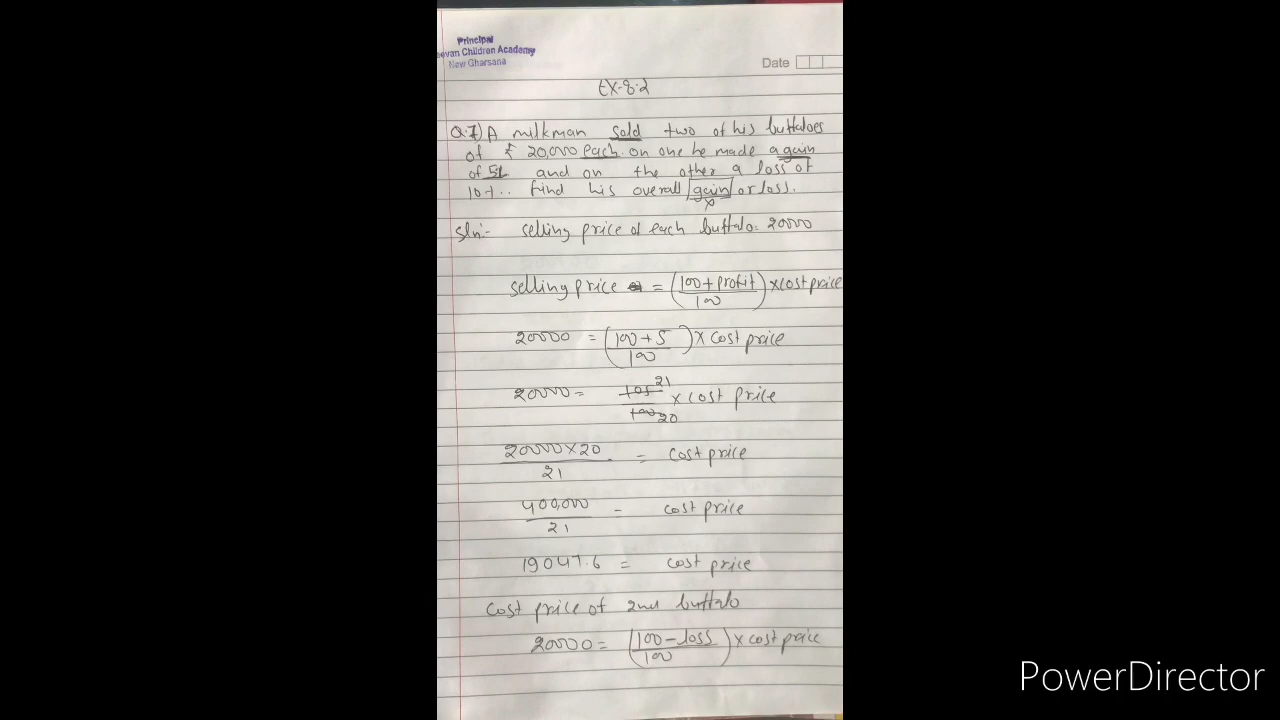 Principal
eevan Children Academy
New Gharsana
Date
EX-8.2
Q.7) A milkman sold two of his buffaloes
of ₹ 20,000 each. on one he made a gain
of 5% and on the other a loss of
10%. find his overall gain or loss.
Sln:- selling price of each buffalo = 20000
selling price = (100+profit/100) × cost price
20000 = (100+5/100) × cost price
20000 = 105 21/100 20 × cost price
20000×20/21 = cost price
400,000/21 = cost price
19047.6 = cost price
cost price of 2nd buffalo
20000 = (100-loss/100) × cost price
PowerDirector